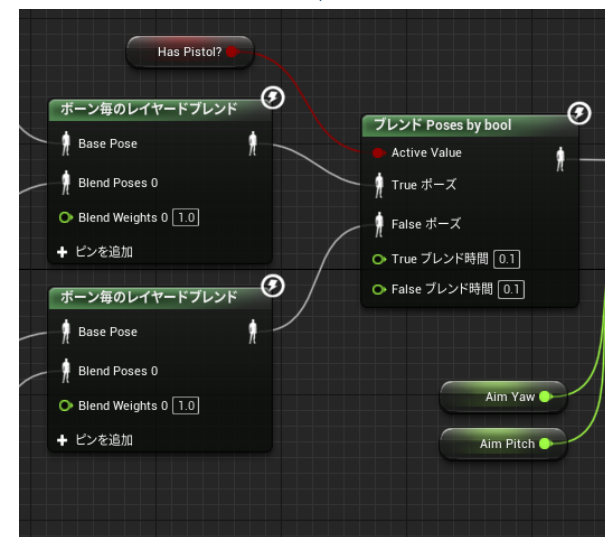 Has Pistol?
ボーン毎のレイヤードブレンド
Base Pose
Blend Poses 0
Blend Weights 0 1.0
ピンを追加
ブレンド Poses by bool
Active Value
True ポーズ
False ポーズ
True ブレンド時間 0.1
False ブレンド時間 0.1
ボーン毎のレイヤードブレンド
Base Pose
Blend Poses 0
Blend Weights 0 1.0
ピンを追加
Aim Yaw
Aim Pitch